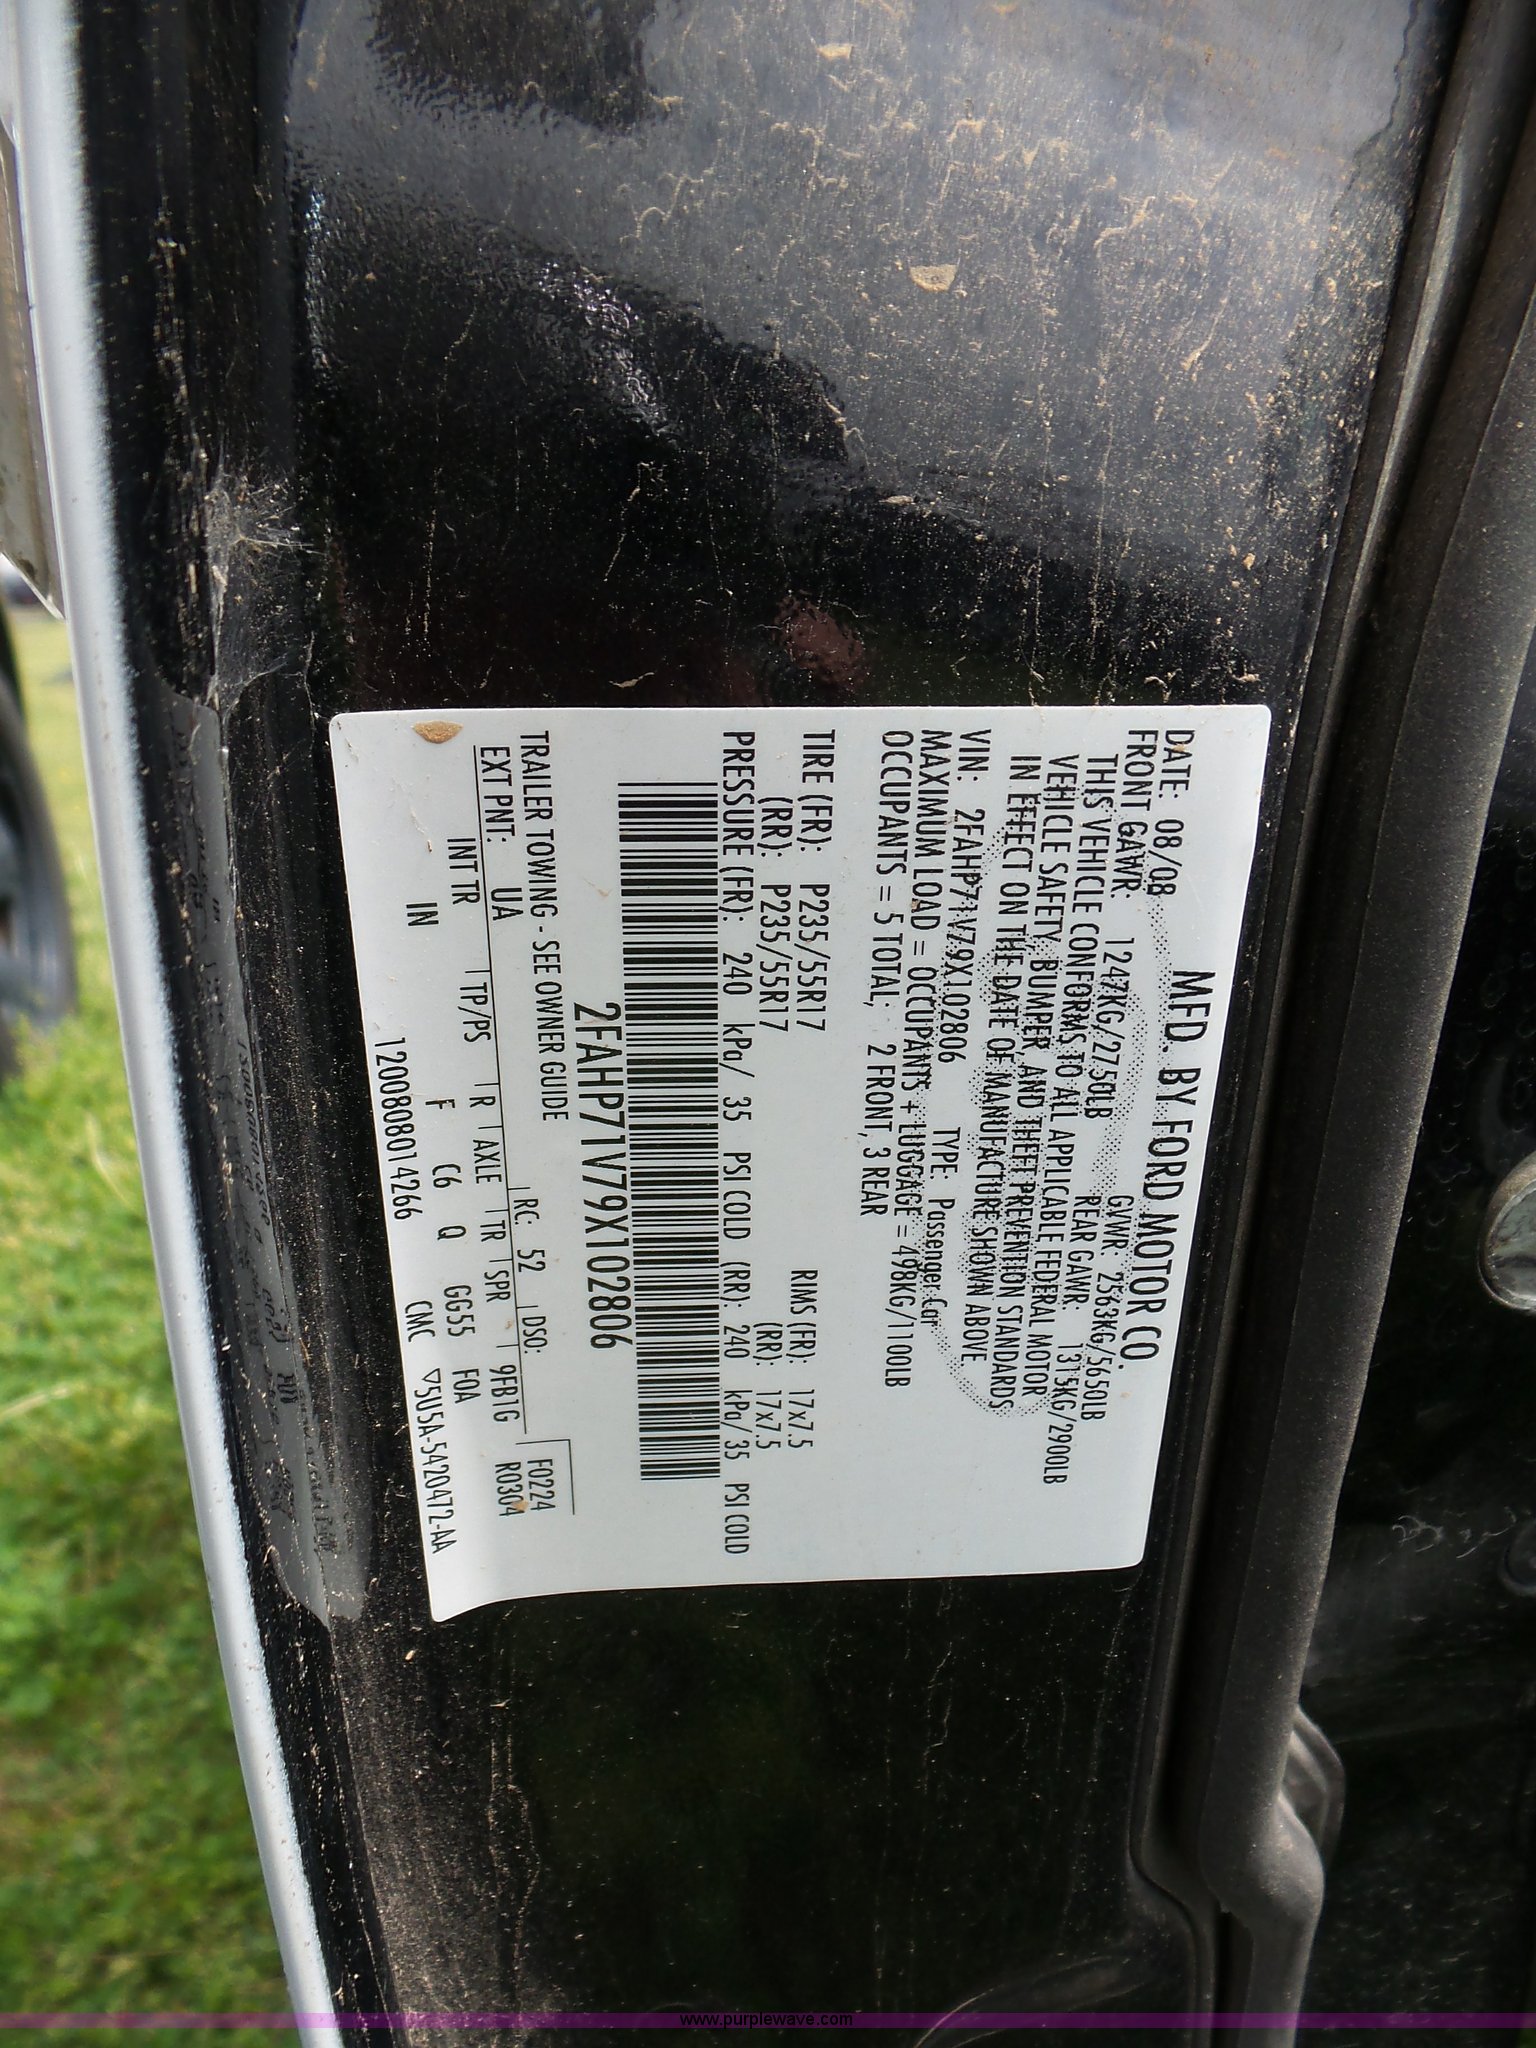 MFD. BY FORD MOTOR CO.
DATE: 08/08 GVWR: 2563KG/5650LB
FRONT GAWR: 1247KG/2750LB REAR GAWR: 1315KG/2900LB
THIS VEHICLE CONFORMS TO ALL APPLICABLE FEDERAL MOTOR
VEHICLE SAFETY, BUMPER, AND THEFT PREVENTION STANDARDS
IN EFFECT ON THE DATE OF MANUFACTURE SHOWN ABOVE.
VIN: 2FAHP71V79X102806 TYPE: Passenger Car
MAXIMUM LOAD = OCCUPANTS + LUGGAGE = 498KG/1100LB
OCCUPANTS = 5 TOTAL, 2 FRONT, 3 REAR
TIRE (FR): P235/55R17 RIMS (FR): 17x7.5
(RR): P235/55R17 (RR): 17x7.5
PRESSURE (FR): 240 kPa/ 35 PSI COLD (RR): 240 kPa/35 PSI COLD
2FAHP71V79X102806
TRAILER TOWING - SEE OWNER GUIDE F0224
RC: 52 DSO: R0304
EXT PNT: UA 9EB1G
INT TR TP/PS R AXLE TR SPR
IN F C6 Q GG55 FOA
1200808014266 CMC ▽5U5A-5420472-AA
www.purplewave.com